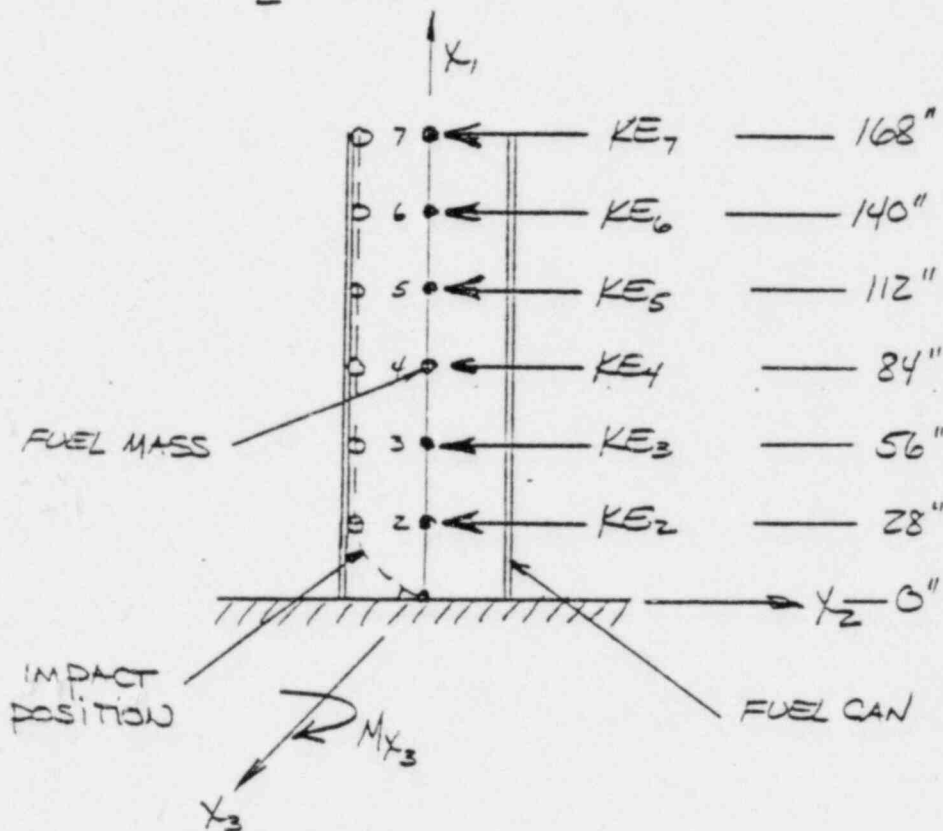 X₁
7 KE₇ 168"
6 KE₆ 140"
5 KE₅ 112"
4 KE₄ 84"
FUEL MASS
3 KE₃ 56"
2 KE₂ 28"
X₂ 0"
IMPACT
POSITION
FUEL CAN
Mx₃
X₃